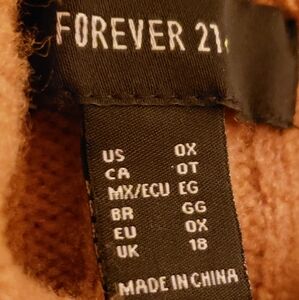 FOREVER 21
US 0X
CA 0T
MX/ECU EG
BR GG
EU 0X
UK 18
MADE IN CHINA